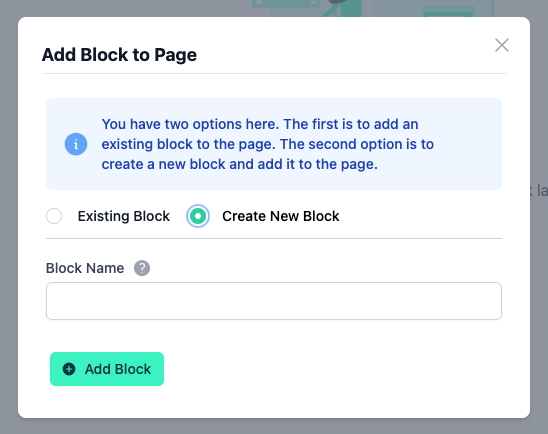 Add Block to Page
You have two options here. The first is to add an
existing block to the page. The second option is to
create a new block and add it to the page.
Existing Block Create New Block
Block Name ?
Add Block